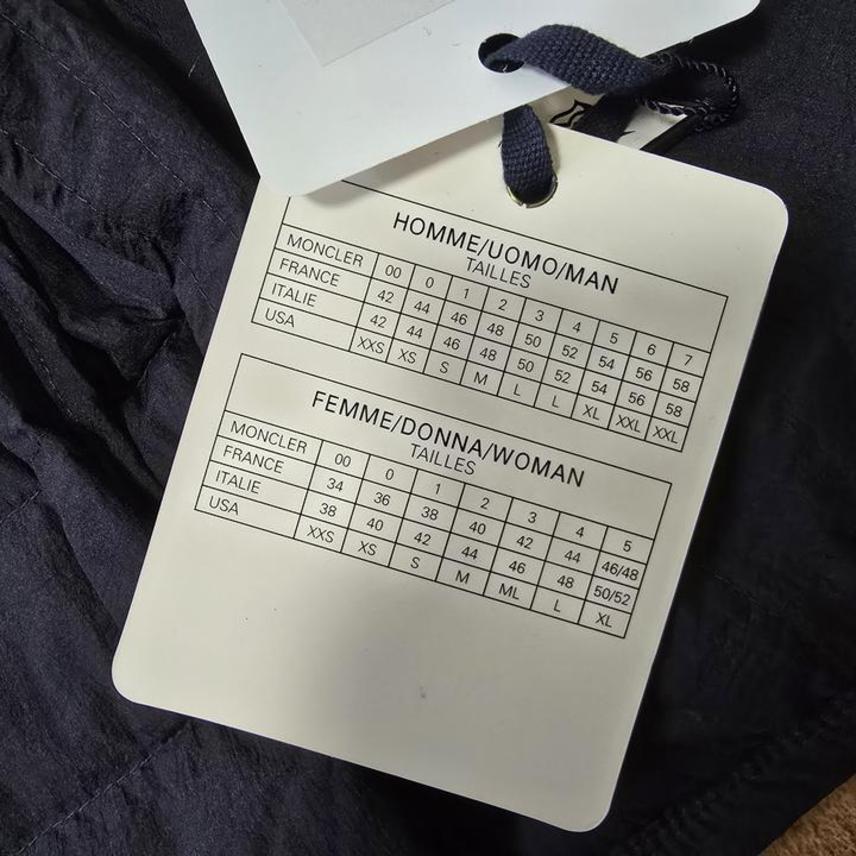 HOMME/UOMO/MAN
TAILLES
MONCLER 00 0 1 2 3 4 5 6 7
FRANCE 42 44 46 48 50 52 54 56 58
ITALIE 42 44 46 48 50 52 54 56 58
USA XXS XS S M L L XL XXL XXL
FEMME/DONNA/WOMAN
TAILLES
MONCLER 00 0 1 2 3 4 5
FRANCE 34 36 38 40 42 44 46/48
ITALIE 38 40 42 44 46 48 50/52
USA XXS XS S M ML L XL